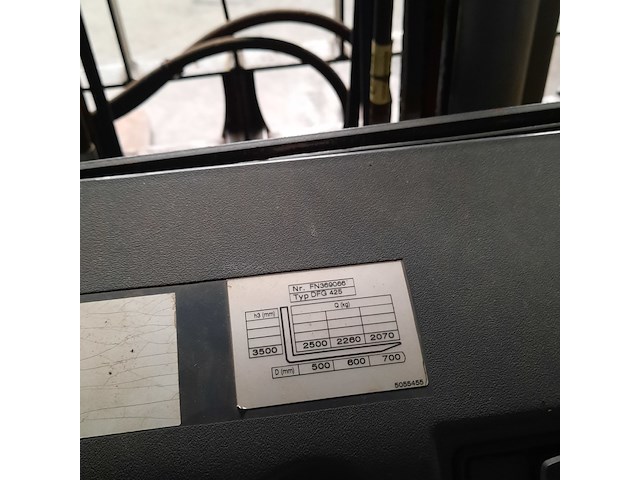 Nr. FN369066
Typ DFG 425
h3 (mm) Q (kg)
3500 2500 2260 2070
D (mm) 500 600 700
5055455